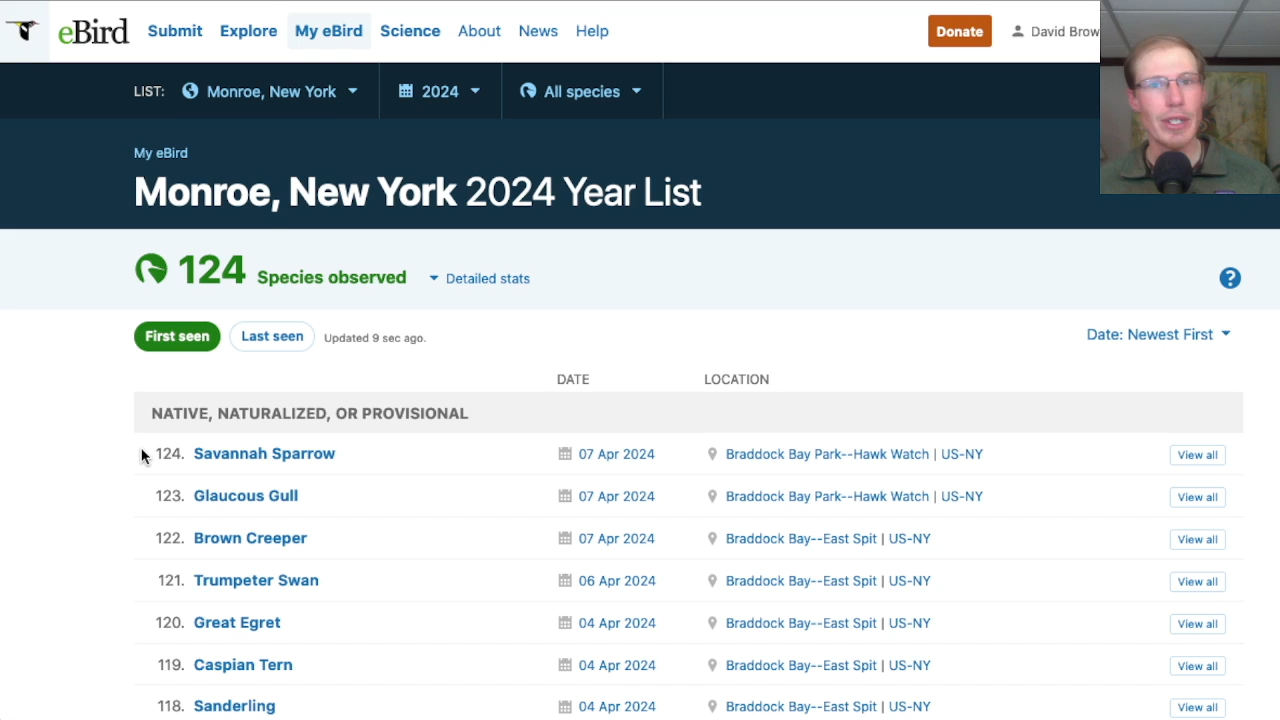 eBird Submit Explore My eBird Science About News Help Donate David Brow
LIST: Monroe, New York 2024 All species
My eBird
Monroe, New York 2024 Year List
124 Species observed Detailed stats ?
First seen Last seen Updated 9 sec ago. Date: Newest First
DATE LOCATION
NATIVE, NATURALIZED, OR PROVISIONAL
124. Savannah Sparrow 07 Apr 2024 Braddock Bay Park--Hawk Watch | US-NY View all
123. Glaucous Gull 07 Apr 2024 Braddock Bay Park--Hawk Watch | US-NY View all
122. Brown Creeper 07 Apr 2024 Braddock Bay--East Spit | US-NY View all
121. Trumpeter Swan 06 Apr 2024 Braddock Bay--East Spit | US-NY View all
120. Great Egret 04 Apr 2024 Braddock Bay--East Spit | US-NY View all
119. Caspian Tern 04 Apr 2024 Braddock Bay--East Spit | US-NY View all
118. Sanderling 04 Apr 2024 Braddock Bay--East Spit | US-NY View all